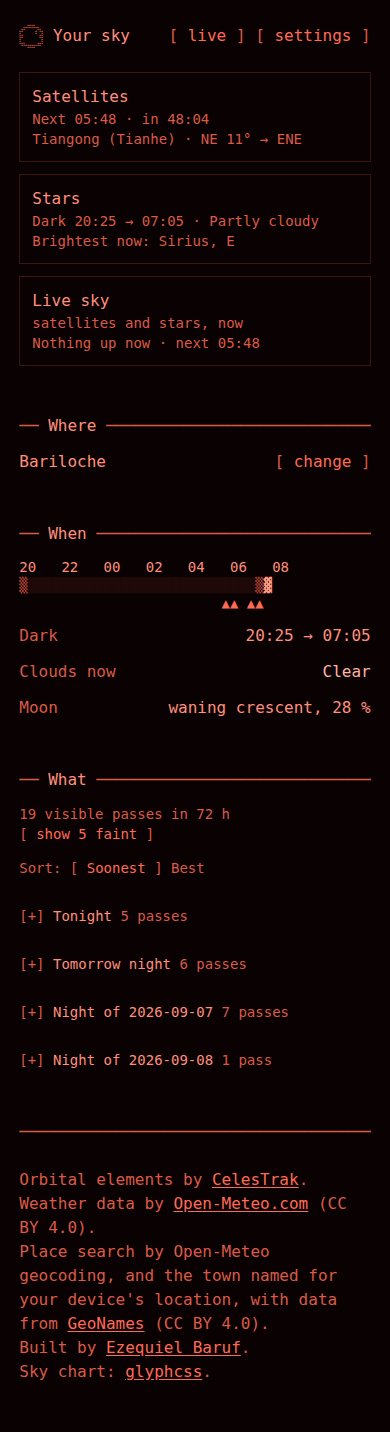 Your sky [ live ] [ settings ]
Satellites
Next 05:48 · in 48:04
Tiangong (Tianhe) · NE 11° → ENE
Stars
Dark 20:25 → 07:05 · Partly cloudy
Brightest now: Sirius, E
Live sky
satellites and stars, now
Nothing up now · next 05:48
Where
Bariloche [ change ]
When
20 22 00 02 04 06 08
▲▲ ▲▲
Dark 20:25 → 07:05
Clouds now Clear
Moon waning crescent, 28 %
What
19 visible passes in 72 h
[ show 5 faint ]
Sort: [ Soonest ] Best
[+] Tonight 5 passes
[+] Tomorrow night 6 passes
[+] Night of 2026-09-07 7 passes
[+] Night of 2026-09-08 1 pass
Orbital elements by CelesTrak.
Weather data by Open-Meteo.com (CC
BY 4.0).
Place search by Open-Meteo
geocoding, and the town named for
your device's location, with data
from GeoNames (CC BY 4.0).
Built by Ezequiel Baruf.
Sky chart: glyphcss.